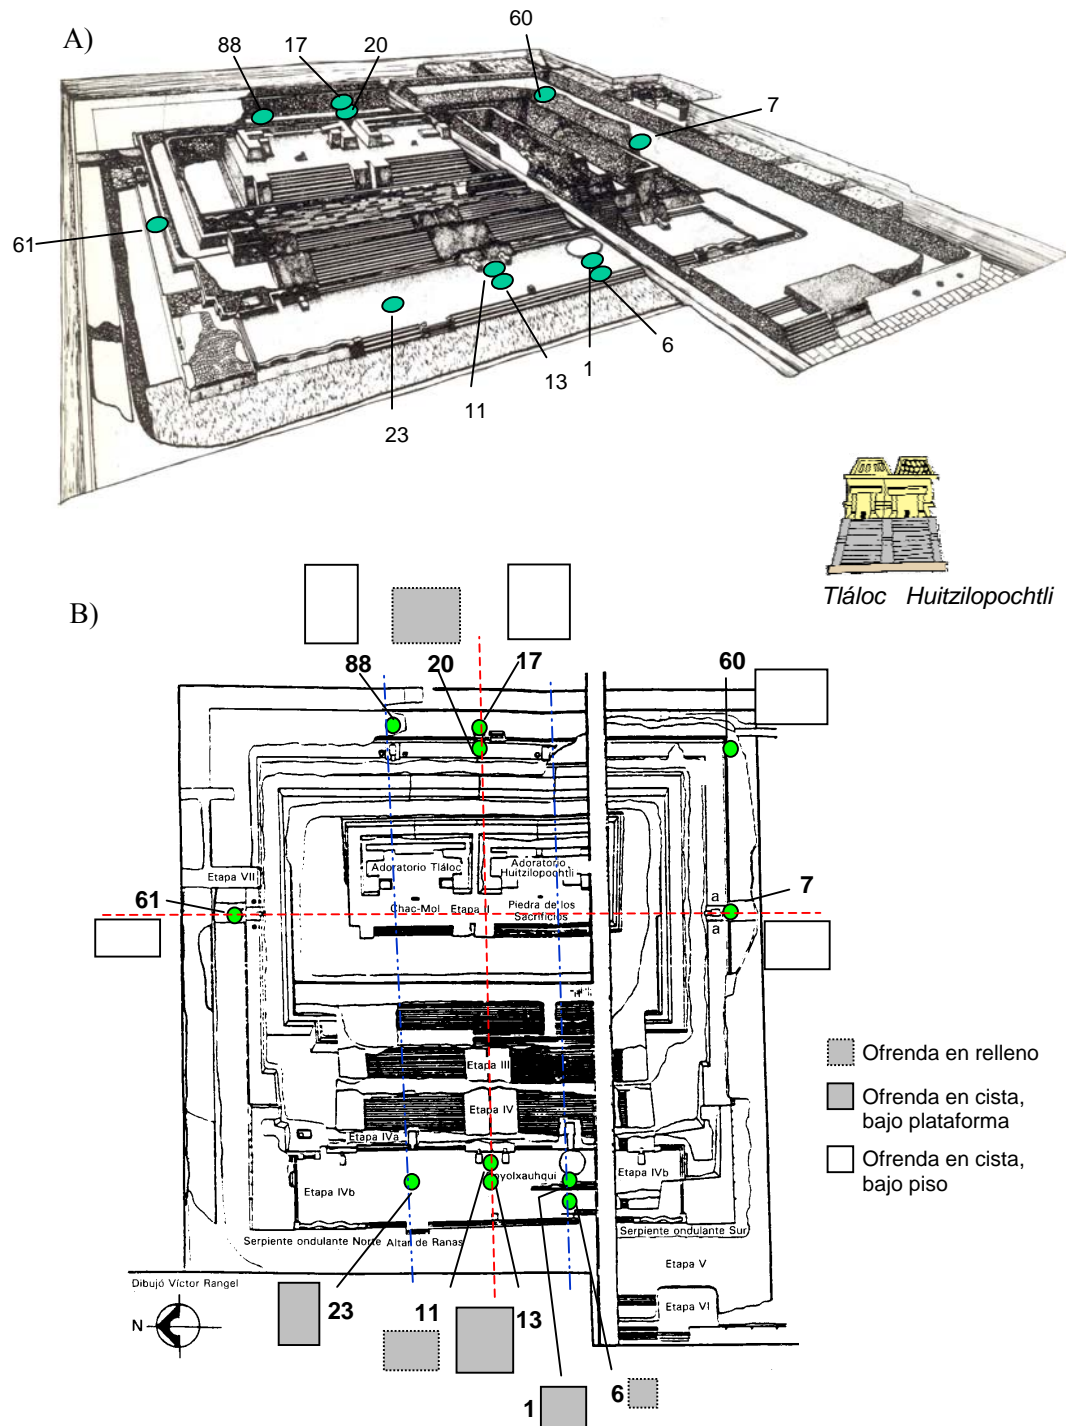 A)
60
88
17
20
7
61
11
13
1
6
23
Tláloc Huitzilopochtli
B)
88
20
17
60
Adoratorio Tláloc
Adoratorio
Huitzilopochtli
Etapa VII
61
7
Chac-Mol
Etapa II
Piedra de los
Sacrificios
a
a
Etapa III
Etapa IV
Etapa IVa
Coyolxauhqui
Etapa IVb
Etapa IVb
Serpiente ondulante Norte
Altar de Ranas
Serpiente ondulante Sur
Etapa V
Dibujó Víctor Rangel
Etapa VI
N
23
11
13
1
6
Ofrenda en relleno
Ofrenda en cista,
bajo plataforma
Ofrenda en cista,
bajo piso